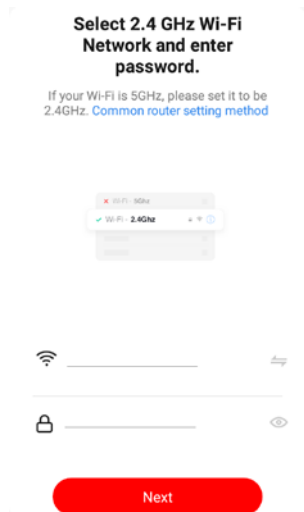 Select 2.4 GHz Wi-Fi
Network and enter
password.
If your Wi-Fi is 5GHz, please set it to be
2.4GHz. Common router setting method
Wi-Fi - 5Ghz
Wi-Fi - 2.4Ghz
Next